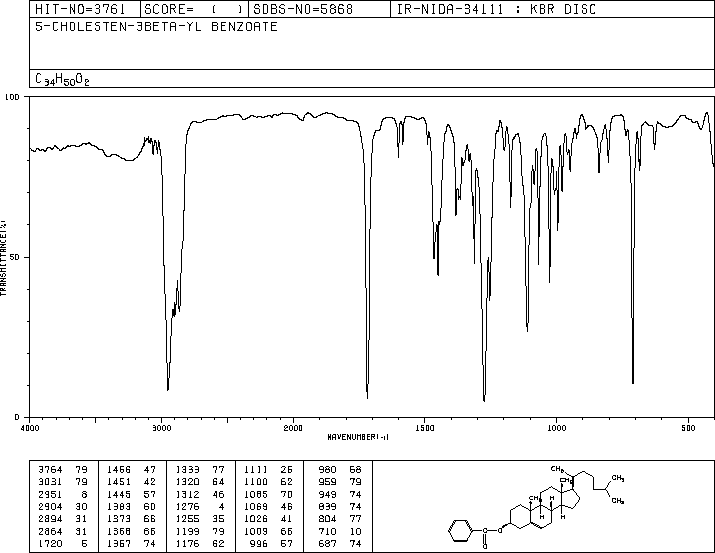 HIT-NO=3761 SCORE= ( ) SDBS-NO=5868 IR-NIDA-34111 : KBR DISC
5-CHOLESTEN-3BETA-YL BENZOATE
C34H50O2
100
50
0
TRANSMITTANCE(%)
4000 3000 2000 1500 1000 500
WAVENUMBER(-1)
3764 79 1466 47 1333 77 1111 26 980 68
3031 79 1451 42 1320 64 1100 62 959 79
2951 8 1445 57 1312 46 1085 70 949 74
2904 30 1383 60 1276 4 1069 46 839 74
2894 31 1373 66 1255 35 1026 41 804 77
2864 31 1368 66 1199 79 1009 66 710 10
1720 5 1367 74 1176 62 996 57 687 74
CH3
CH3
CH3
CH3
CH3
H
H
H
O
C
O